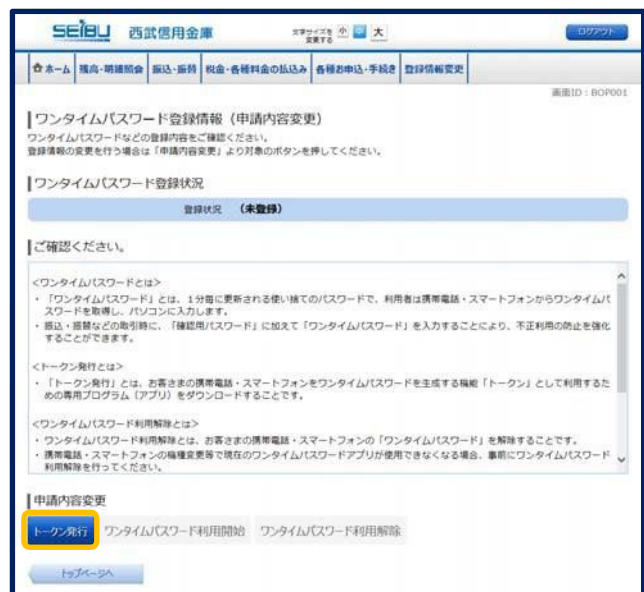 SEIBU 西武信用金庫
文字サイズを
変更する
小
大
ログアウト
ホーム 残高・明細照会 振込・振替 税金・各種料金の払込み 各種お申込・手続き 登録情報変更
画面ID：BOP001
ワンタイムパスワード登録情報（申請内容変更）
ワンタイムパスワードなどの登録内容をご確認ください。
登録情報の変更を行う場合は「申請内容変更」より対象のボタンを押してください。
ワンタイムパスワード登録状況
登録状況 （未登録）
ご確認ください。
<ワンタイムパスワードとは>
・「ワンタイムパスワード」とは、1分毎に更新される使い捨てのパスワードで、利用者は携帯電話・スマートフォンからワンタイムパ
スワードを取得し、パソコンに入力します。
・振込・振替などの取引時に、「確認用パスワード」に加えて「ワンタイムパスワード」を入力することにより、不正利用の防止を強化
することができます。
<トークン発行とは>
・「トークン発行」とは、お客さまの携帯電話・スマートフォンをワンタイムパスワードを生成する機能「トークン」として利用するた
めの専用プログラム（アプリ）をダウンロードすることです。
<ワンタイムパスワード利用解除とは>
・ワンタイムパスワード利用解除とは、お客さまの携帯電話・スマートフォンの「ワンタイムパスワード」を解除することです。
・携帯電話・スマートフォンの機種変更等で現在のワンタイムパスワードアプリが使用できなくなる場合、事前にワンタイムパスワード
利用解除を行ってください。
申請内容変更
トークン発行 ワンタイムパスワード利用開始 ワンタイムパスワード利用解除
トップページへ